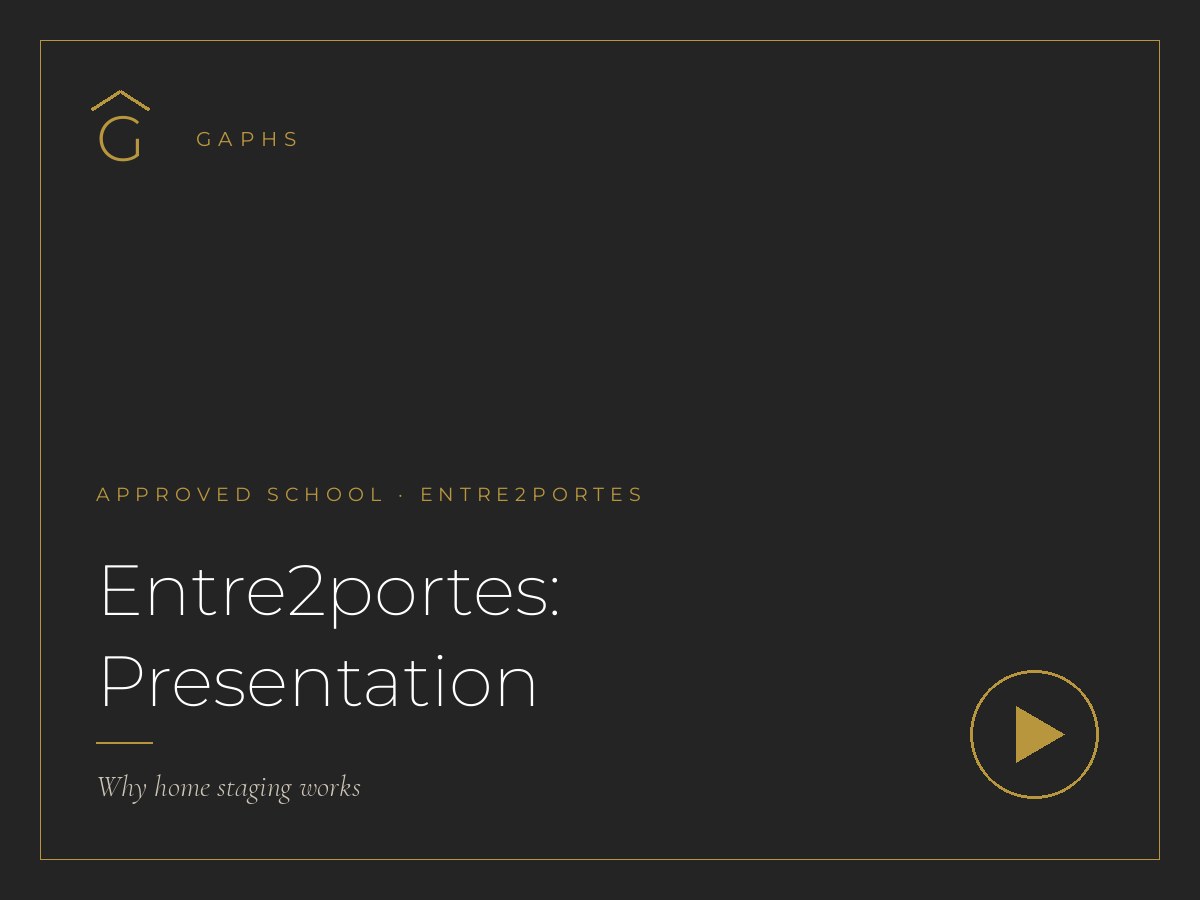 G
GAPHS
APPROVED SCHOOL · ENTRE2PORTES
Entre2portes:
Presentation
Why home staging works